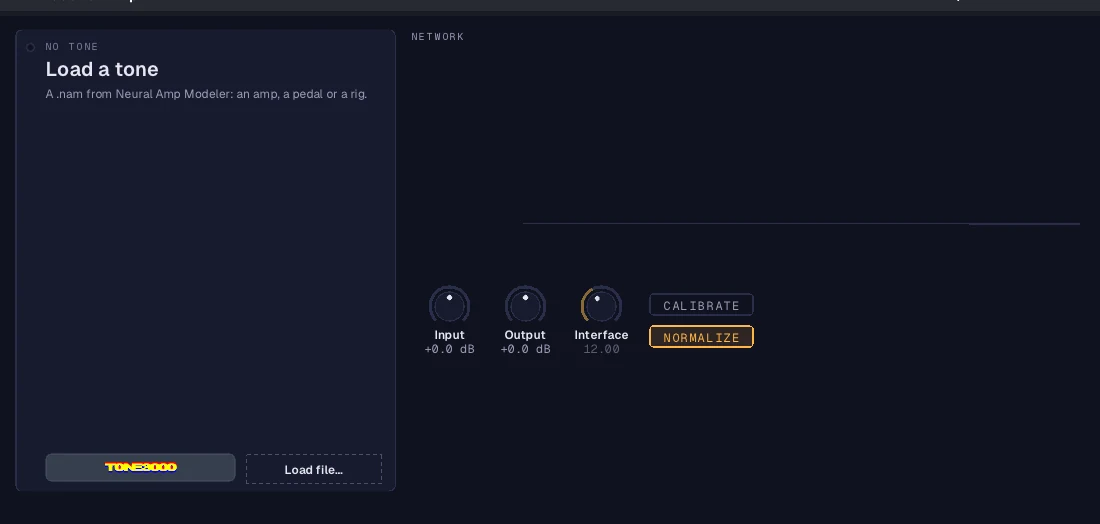 NO TONE
Load a tone
A .nam from Neural Amp Modeler: an amp, a pedal or a rig.
TONE3000
Load file...
NETWORK
Input
+0.0 dB
Output
+0.0 dB
Interface
12.00
CALIBRATE
NORMALIZE